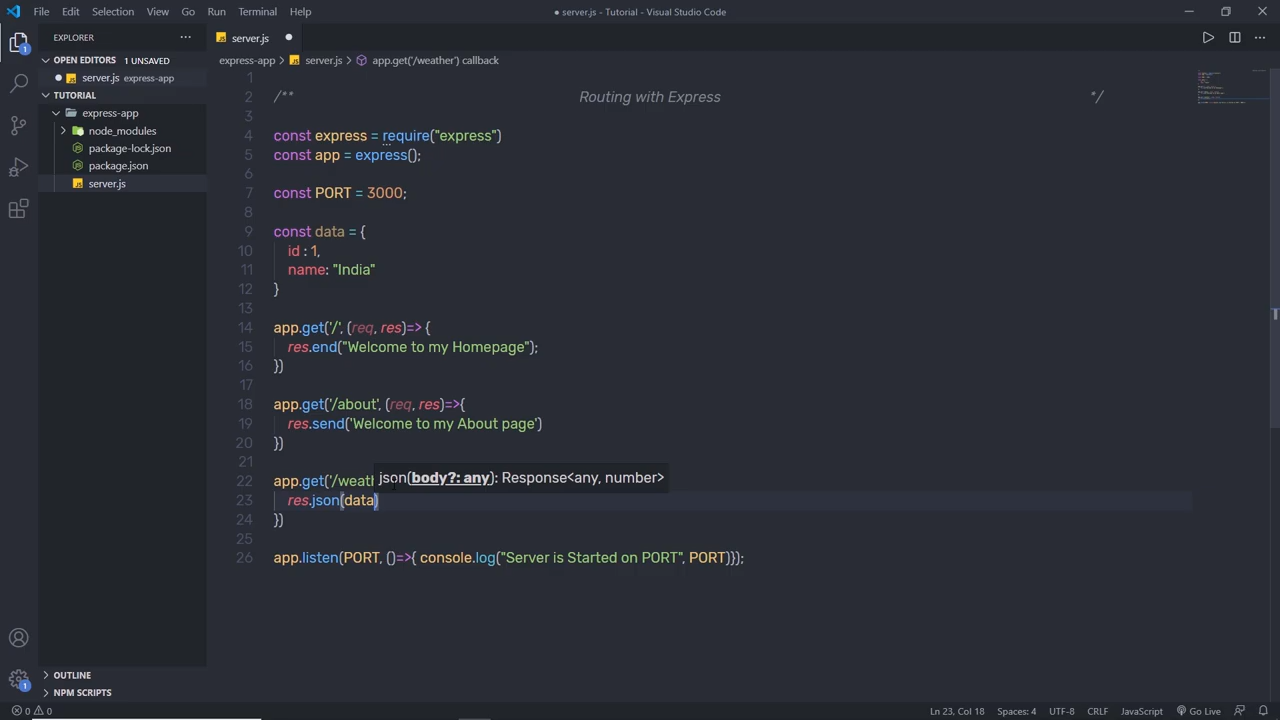 File Edit Selection View Go Run Terminal Help
● server.js - Tutorial - Visual Studio Code
EXPLORER ···
server.js ●
OPEN EDITORS 1 UNSAVED
express-app > server.js > app.get('/weather') callback
● server.js express-app
TUTORIAL
express-app
node_modules
package-lock.json
package.json
server.js
1
2 /** Routing with Express */
3
4 const express = require("express")
5 const app = express();
6
7 const PORT = 3000;
8
9 const data = {
10 id : 1,
11 name: "India"
12 }
13
14 app.get('/', (req, res)=> {
15 res.end("Welcome to my Homepage");
16 })
17
18 app.get('/about', (req, res)=>{
19 res.send('Welcome to my About page')
20 })
21
22 app.get('/weath
json(body?: any): Response<any, number>
23 res.json(data)
24 })
25
26 app.listen(PORT, ()=>{ console.log("Server is Started on PORT", PORT)});
OUTLINE
NPM SCRIPTS
1
1
0 0 Ln 23, Col 18 Spaces: 4 UTF-8 CRLF JavaScript Go Live